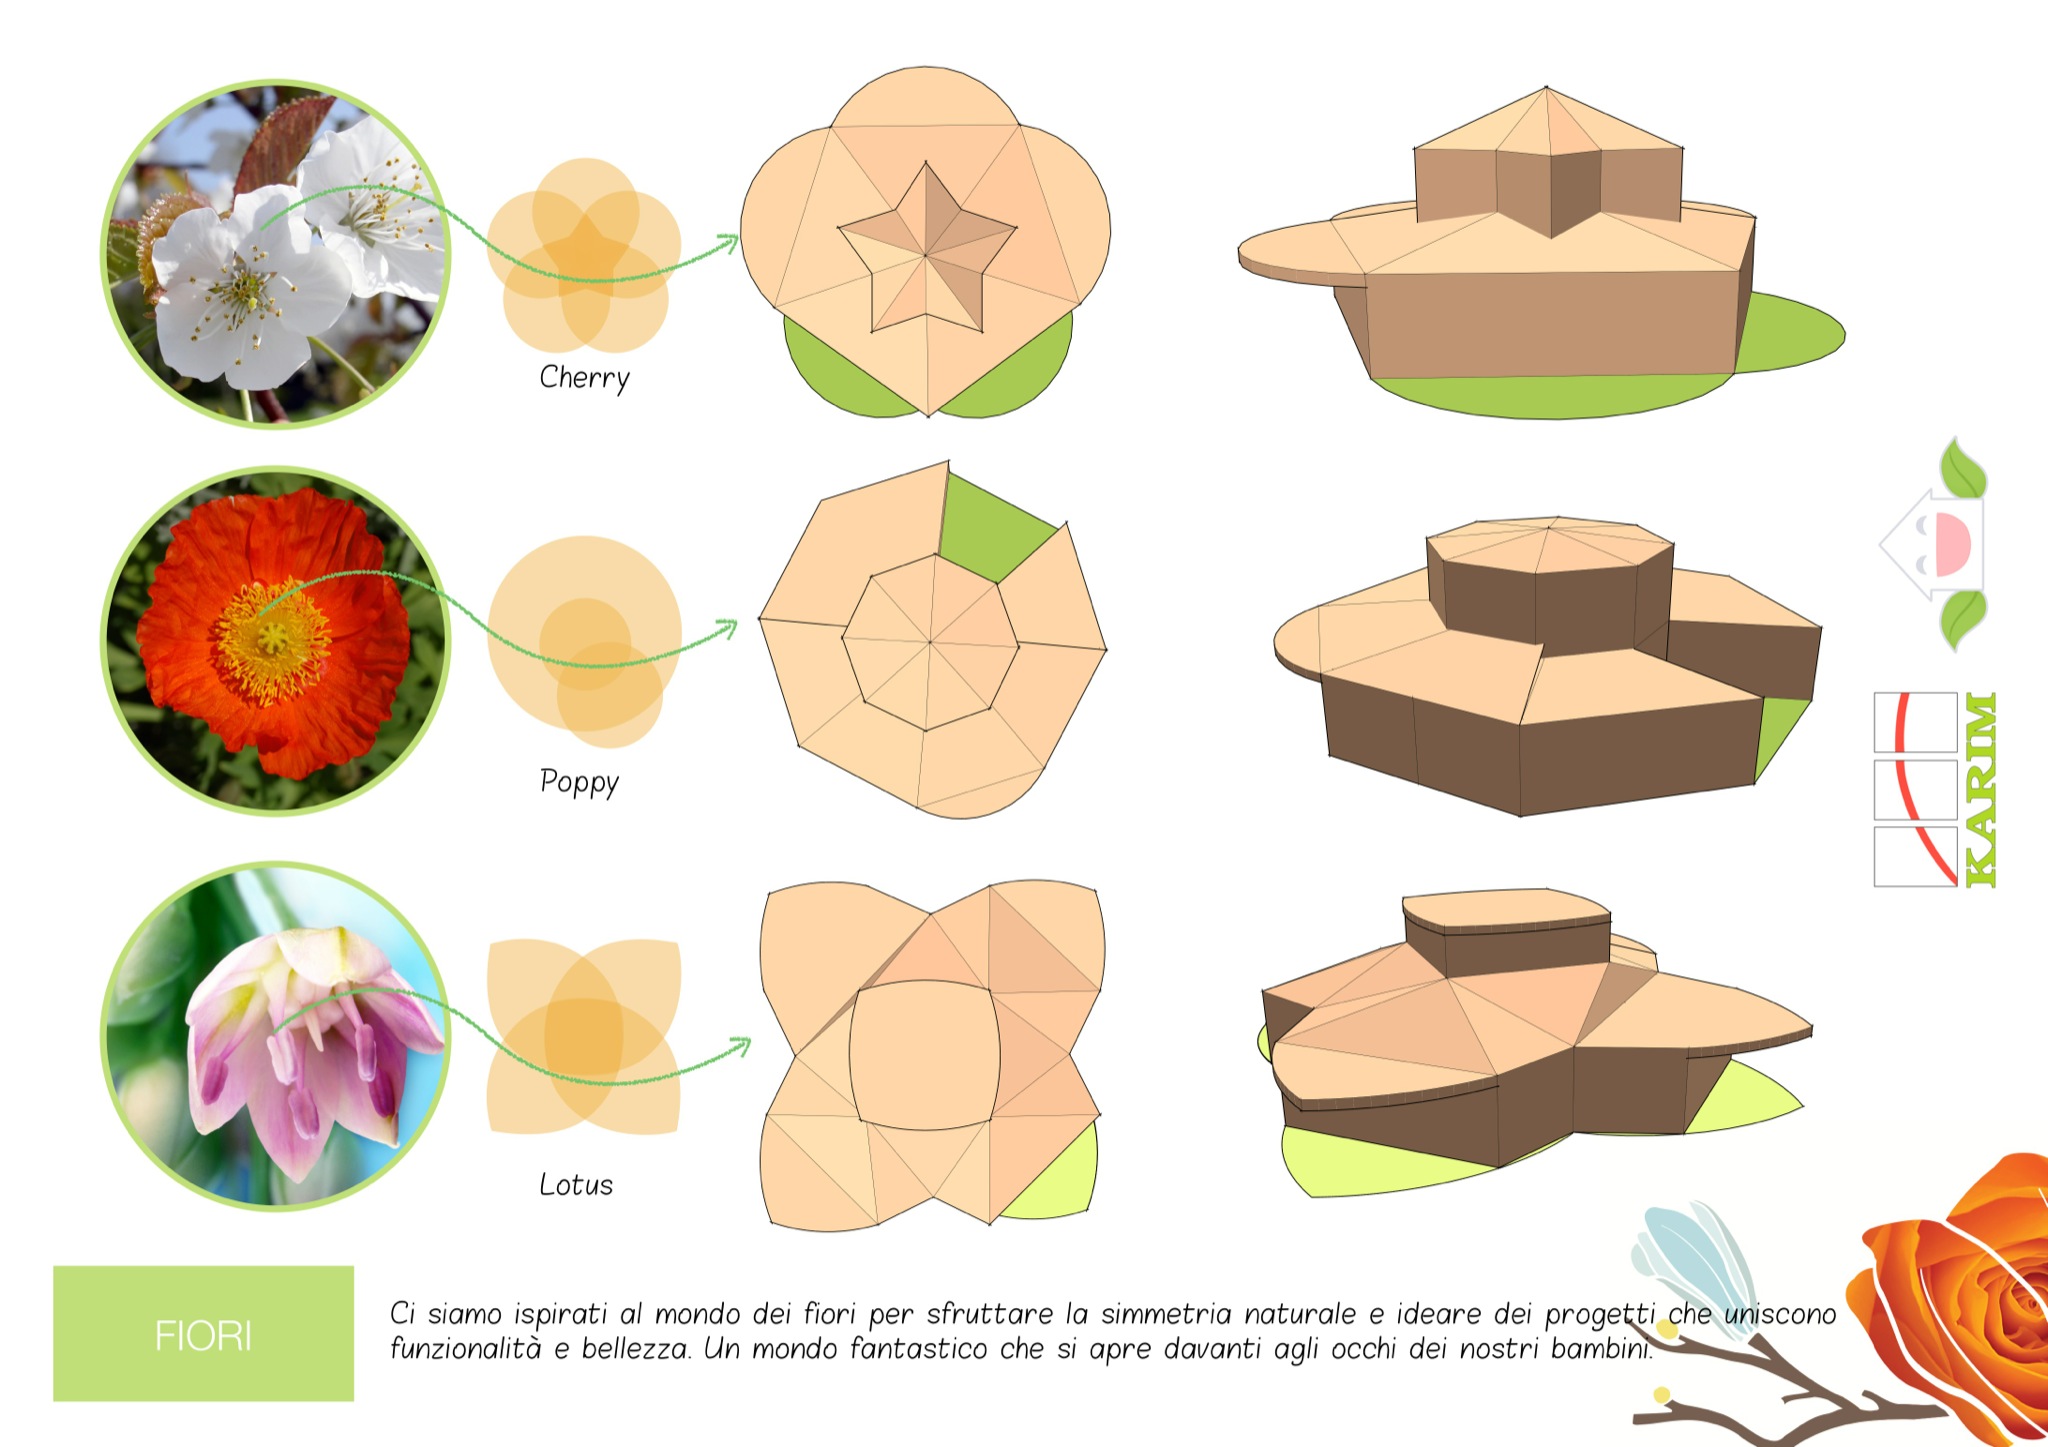 Cherry
Poppy
Lotus
KARIM
FIORI
Ci siamo ispirati al mondo dei fiori per sfruttare la simmetria naturale e ideare dei progetti che uniscono
funzionalità e bellezza. Un mondo fantastico che si apre davanti agli occhi dei nostri bambini.